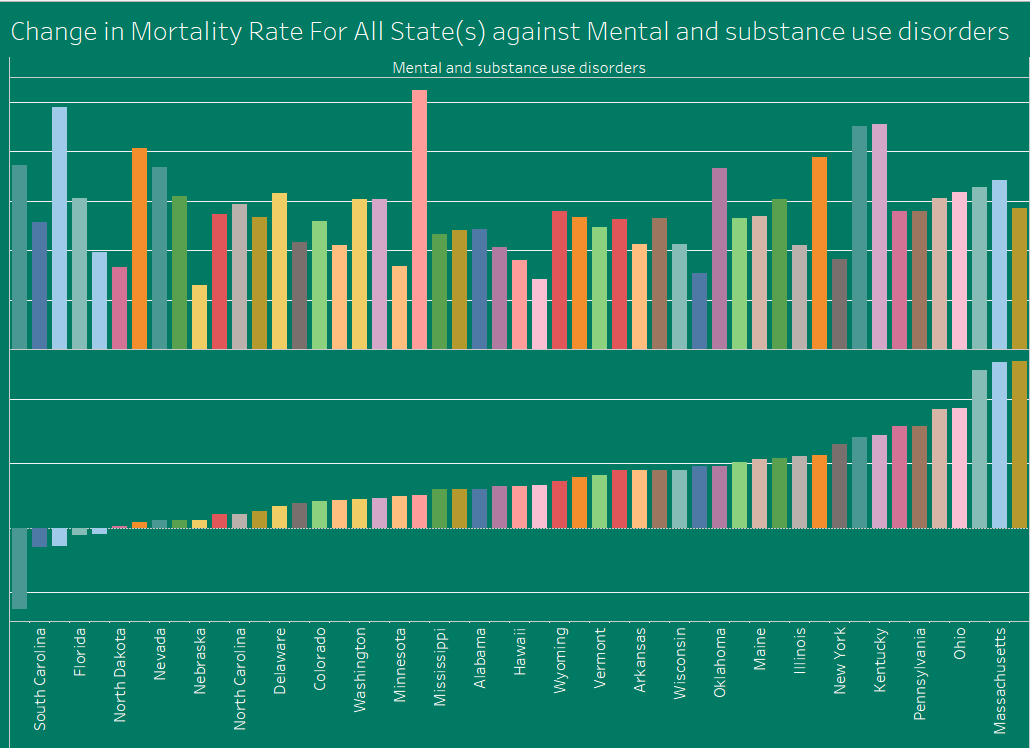 Change in Mortality Rate For All State(s) against Mental and substance use disorders
Mental and substance use disorders
South Carolina
Florida
North Dakota
Nevada
Nebraska
North Carolina
Delaware
Colorado
Washington
Minnesota
Mississippi
Alabama
Hawaii
Wyoming
Vermont
Arkansas
Wisconsin
Oklahoma
Maine
Illinois
New York
Kentucky
Pennsylvania
Ohio
Massachusetts